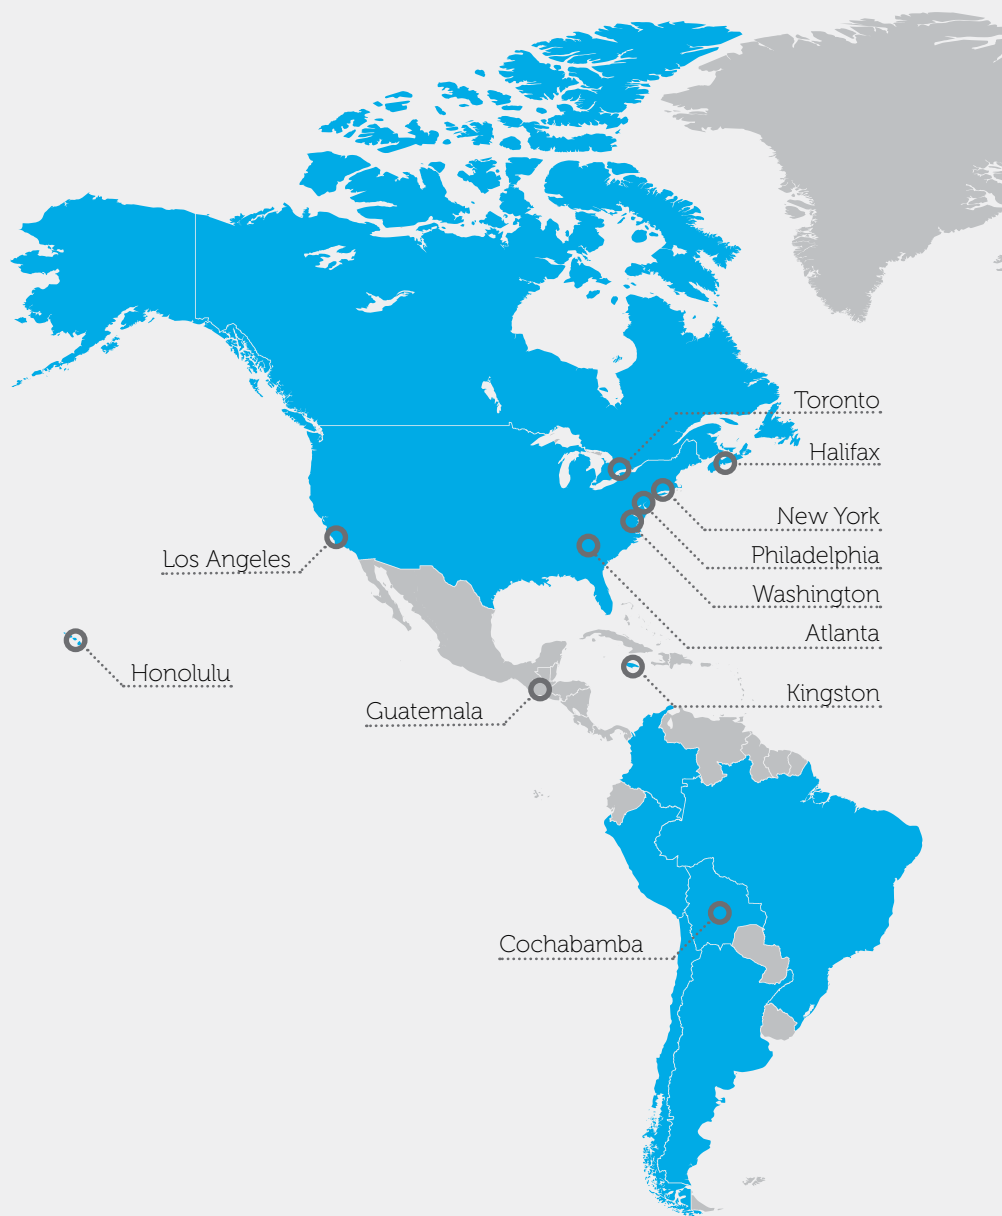 Toronto
Halifax
New York
Los Angeles
Philadelphia
Washington
Atlanta
Honolulu
Kingston
Guatemala
Cochabamba